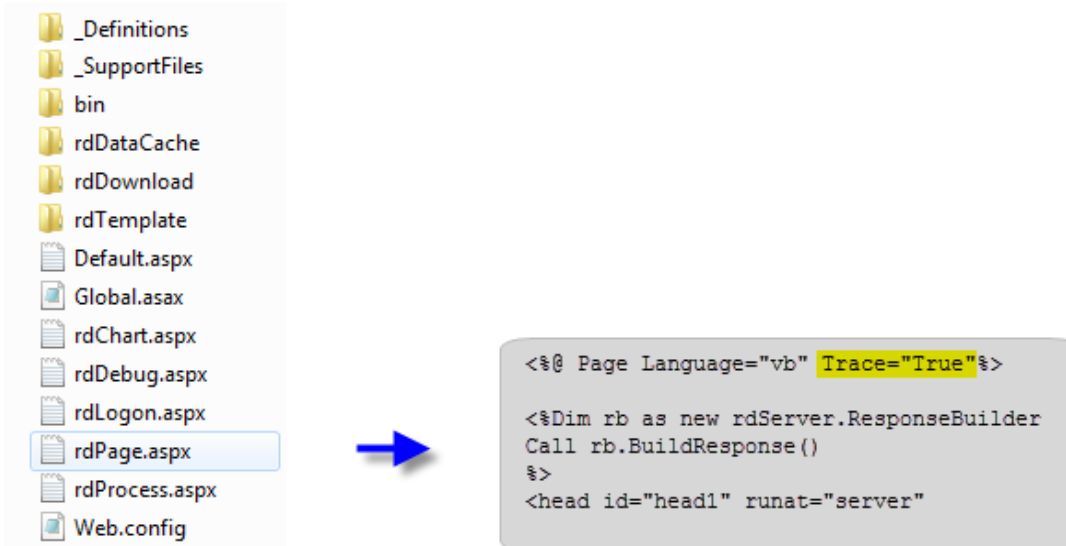 _Definitions
_SupportFiles
bin
rdDataCache
rdDownload
rdTemplate
Default.aspx
Global.asax
rdChart.aspx
rdDebug.aspx
rdLogon.aspx
rdPage.aspx
rdProcess.aspx
Web.config
<%@ Page Language="vb" Trace="True"%>
<%Dim rb as new rdServer.ResponseBuilder
Call rb.BuildResponse()
%>
<head id="head1" runat="server"